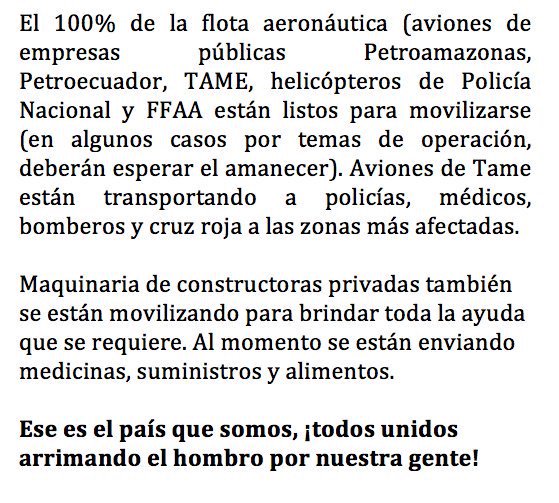 El 100% de la flota aeronáutica (aviones de
empresas públicas Petroamazonas,
Petroecuador, TAME, helicópteros de Policía
Nacional y FFAA están listos para movilizarse
(en algunos casos por temas de operación,
deberán esperar el amanecer). Aviones de Tame
están transportando a policías, médicos,
bomberos y cruz roja a las zonas más afectadas.
Maquinaria de constructoras privadas también
se están movilizando para brindar toda la ayuda
que se requiere. Al momento se están enviando
medicinas, suministros y alimentos.
Ese es el país que somos, ¡todos unidos
arrimando el hombro por nuestra gente!